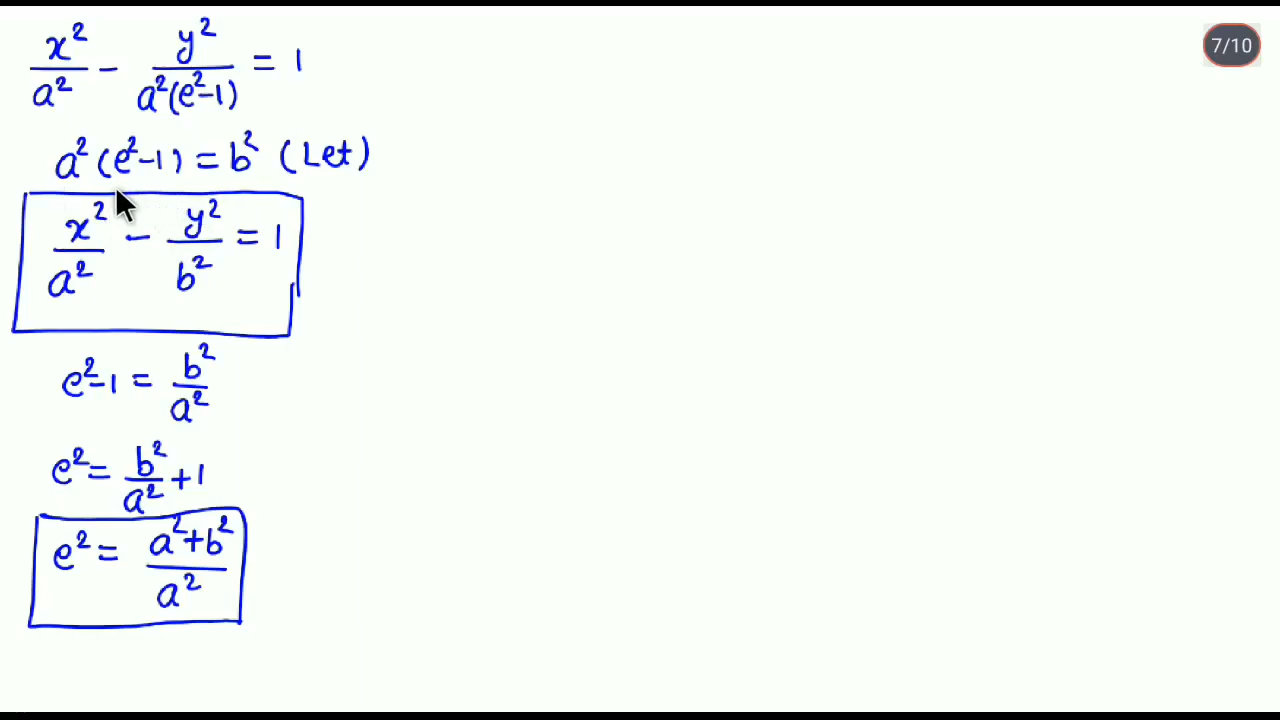 x²/a² - y²/a²(e²-1) = 1
7/10
a²(e²-1) = b² (Let)
x²/a² - y²/b² = 1
e²-1 = b²/a²
e² = b²/a² + 1
e² = a²+b²/a²